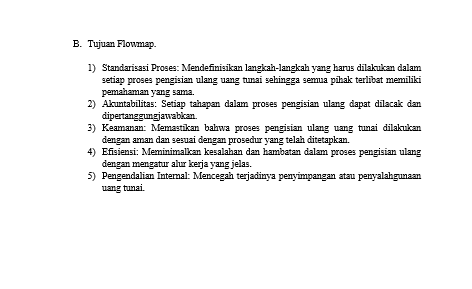 B. Tujuan Flowmap.
1) Standarisasi Proses: Mendefinisikan langkah-langkah yang harus dilakukan dalam
setiap proses pengisian ulang uang tunai sehingga semua pihak terlibat memiliki
pemahaman yang sama.
2) Akuntabilitas: Setiap tahapan dalam proses pengisian ulang dapat dilacak dan
dipertanggungjawabkan.
3) Keamanan: Memastikan bahwa proses pengisian ulang uang tunai dilakukan
dengan aman dan sesuai dengan prosedur yang telah ditetapkan.
4) Efisiensi: Meminimalkan kesalahan dan hambatan dalam proses pengisian ulang
dengan mengatur alur kerja yang jelas.
5) Pengendalian Internal: Mencegah terjadinya penyimpangan atau penyalahgunaan
uang tunai.